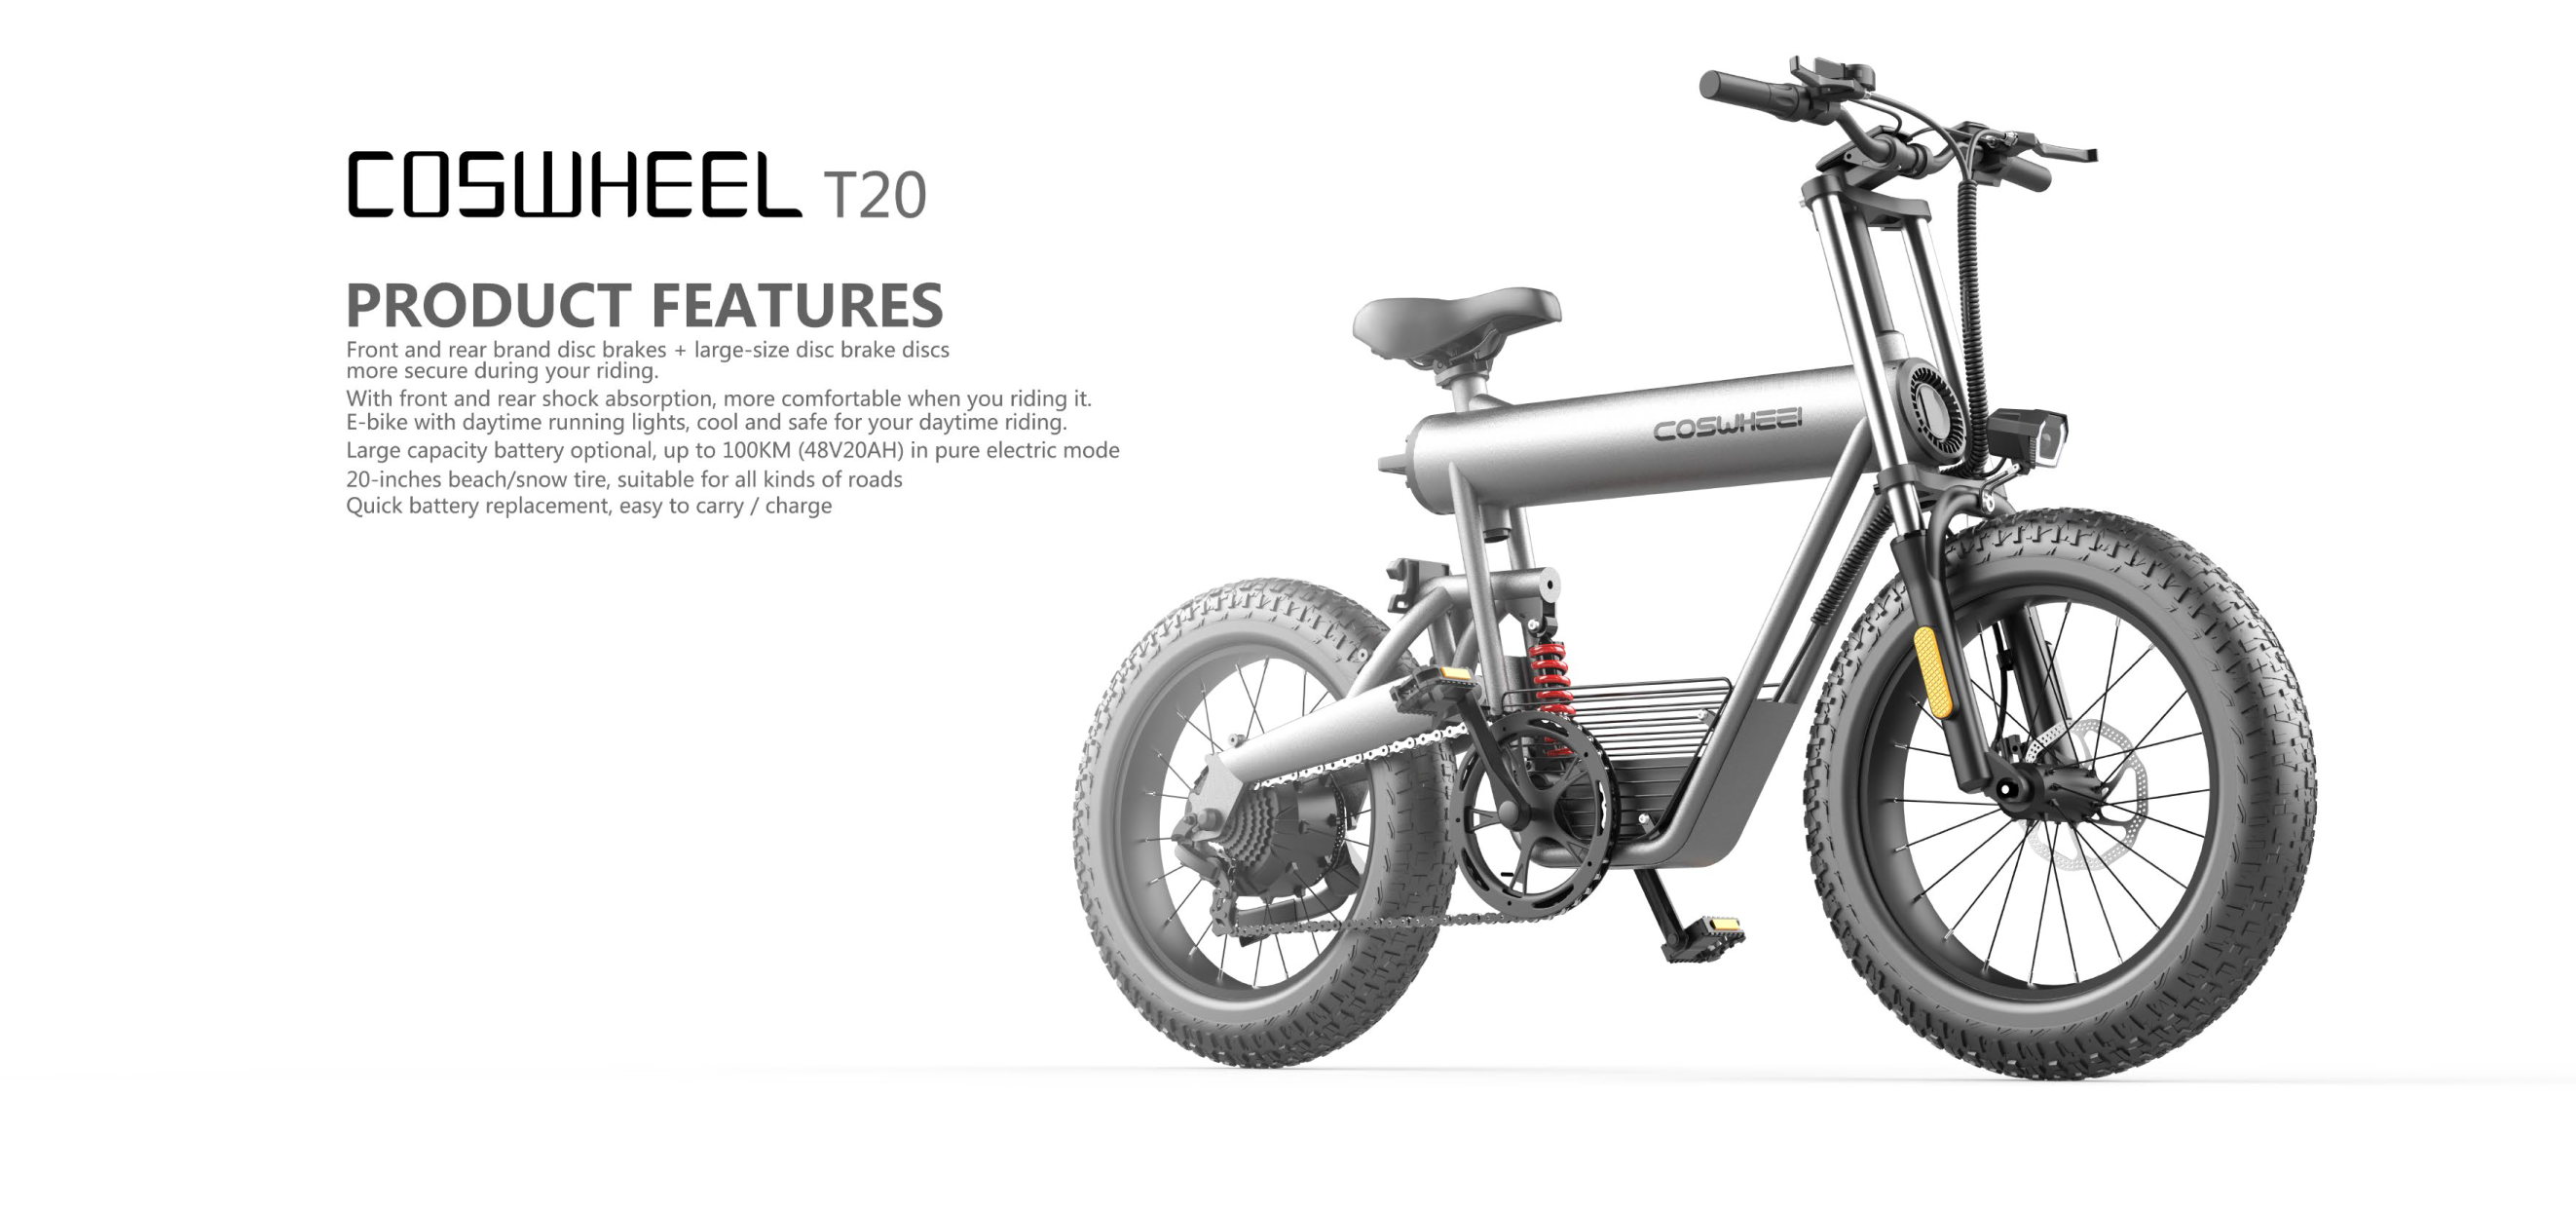 COSWHEEL T20
PRODUCT FEATURES
Front and rear brand disc brakes + large-size disc brake discs
more secure during your riding.
With front and rear shock absorption, more comfortable when you riding it.
E-bike with daytime running lights, cool and safe for your daytime riding.
Large capacity battery optional, up to 100KM (48V20AH) in pure electric mode
20-inches beach/snow tire, suitable for all kinds of roads
Quick battery replacement, easy to carry / charge
COSWHEEl